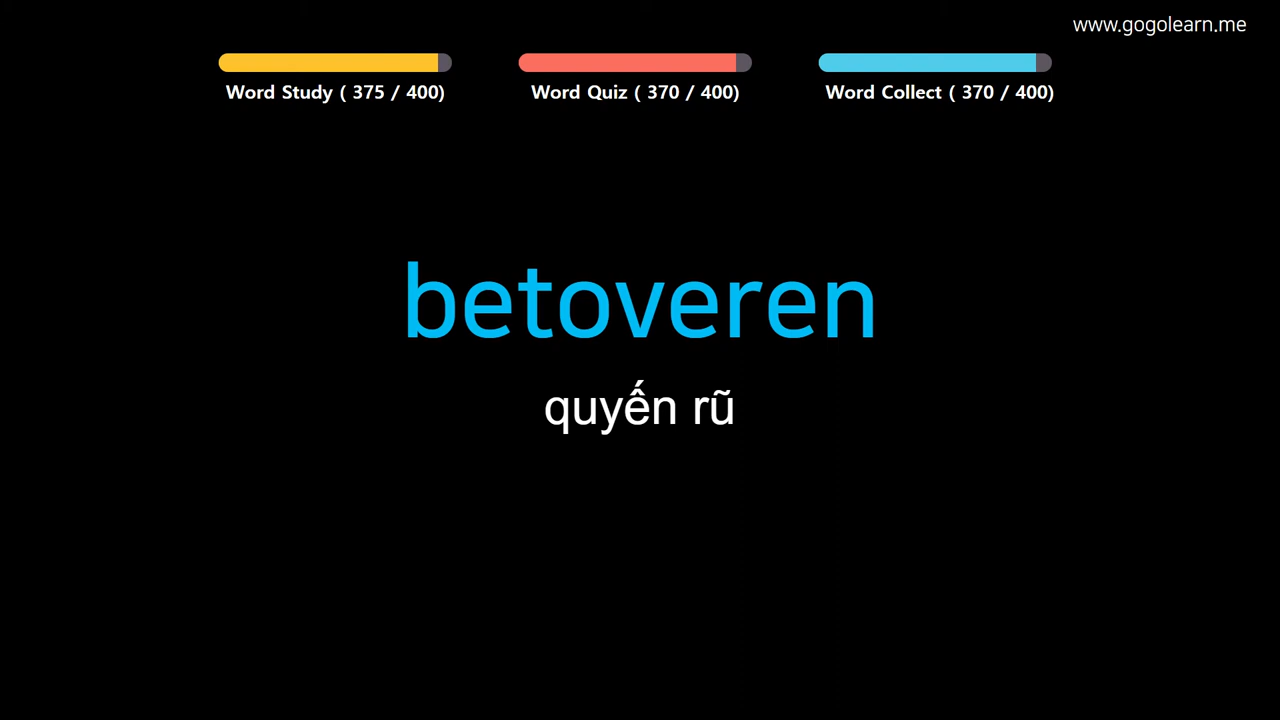 www.gogolearn.me
Word Study ( 375 / 400)
Word Quiz ( 370 / 400)
Word Collect ( 370 / 400)
betoveren
quyến rũ